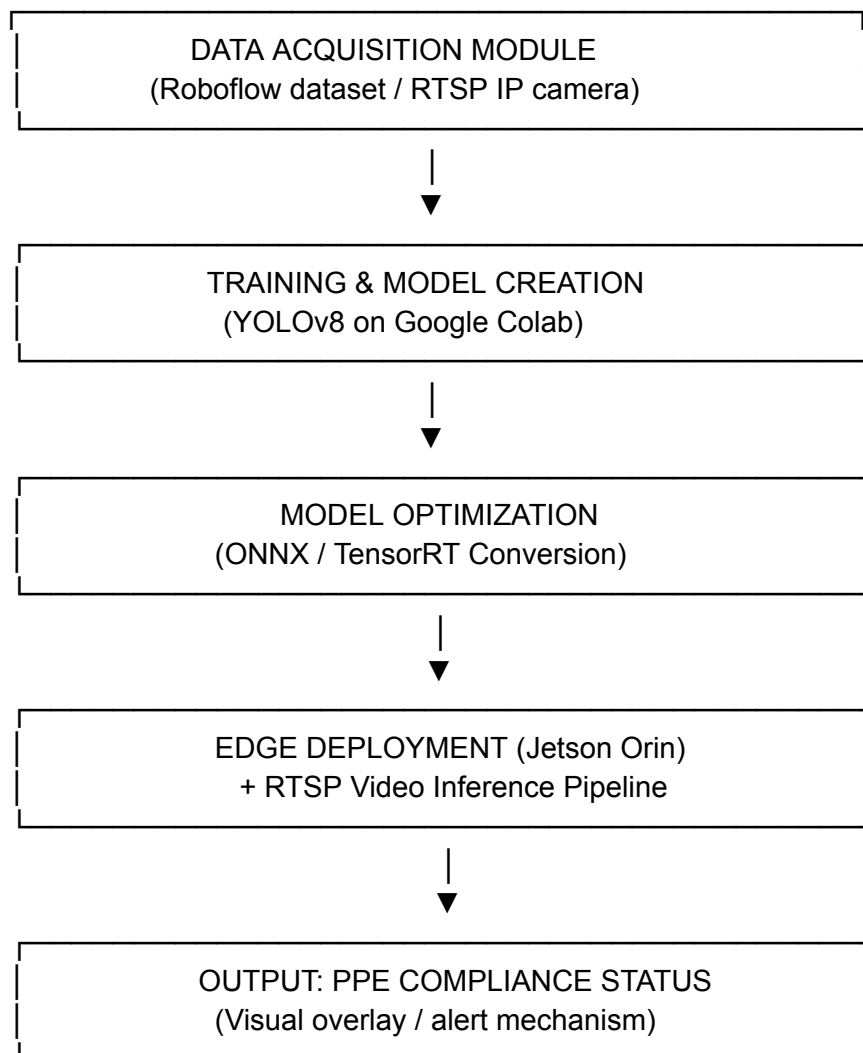 DATA ACQUISITION MODULE
(Roboflow dataset / RTSP IP camera)
TRAINING & MODEL CREATION
(YOLOv8 on Google Colab)
MODEL OPTIMIZATION
(ONNX / TensorRT Conversion)
EDGE DEPLOYMENT (Jetson Orin)
+ RTSP Video Inference Pipeline
OUTPUT: PPE COMPLIANCE STATUS
(Visual overlay / alert mechanism)